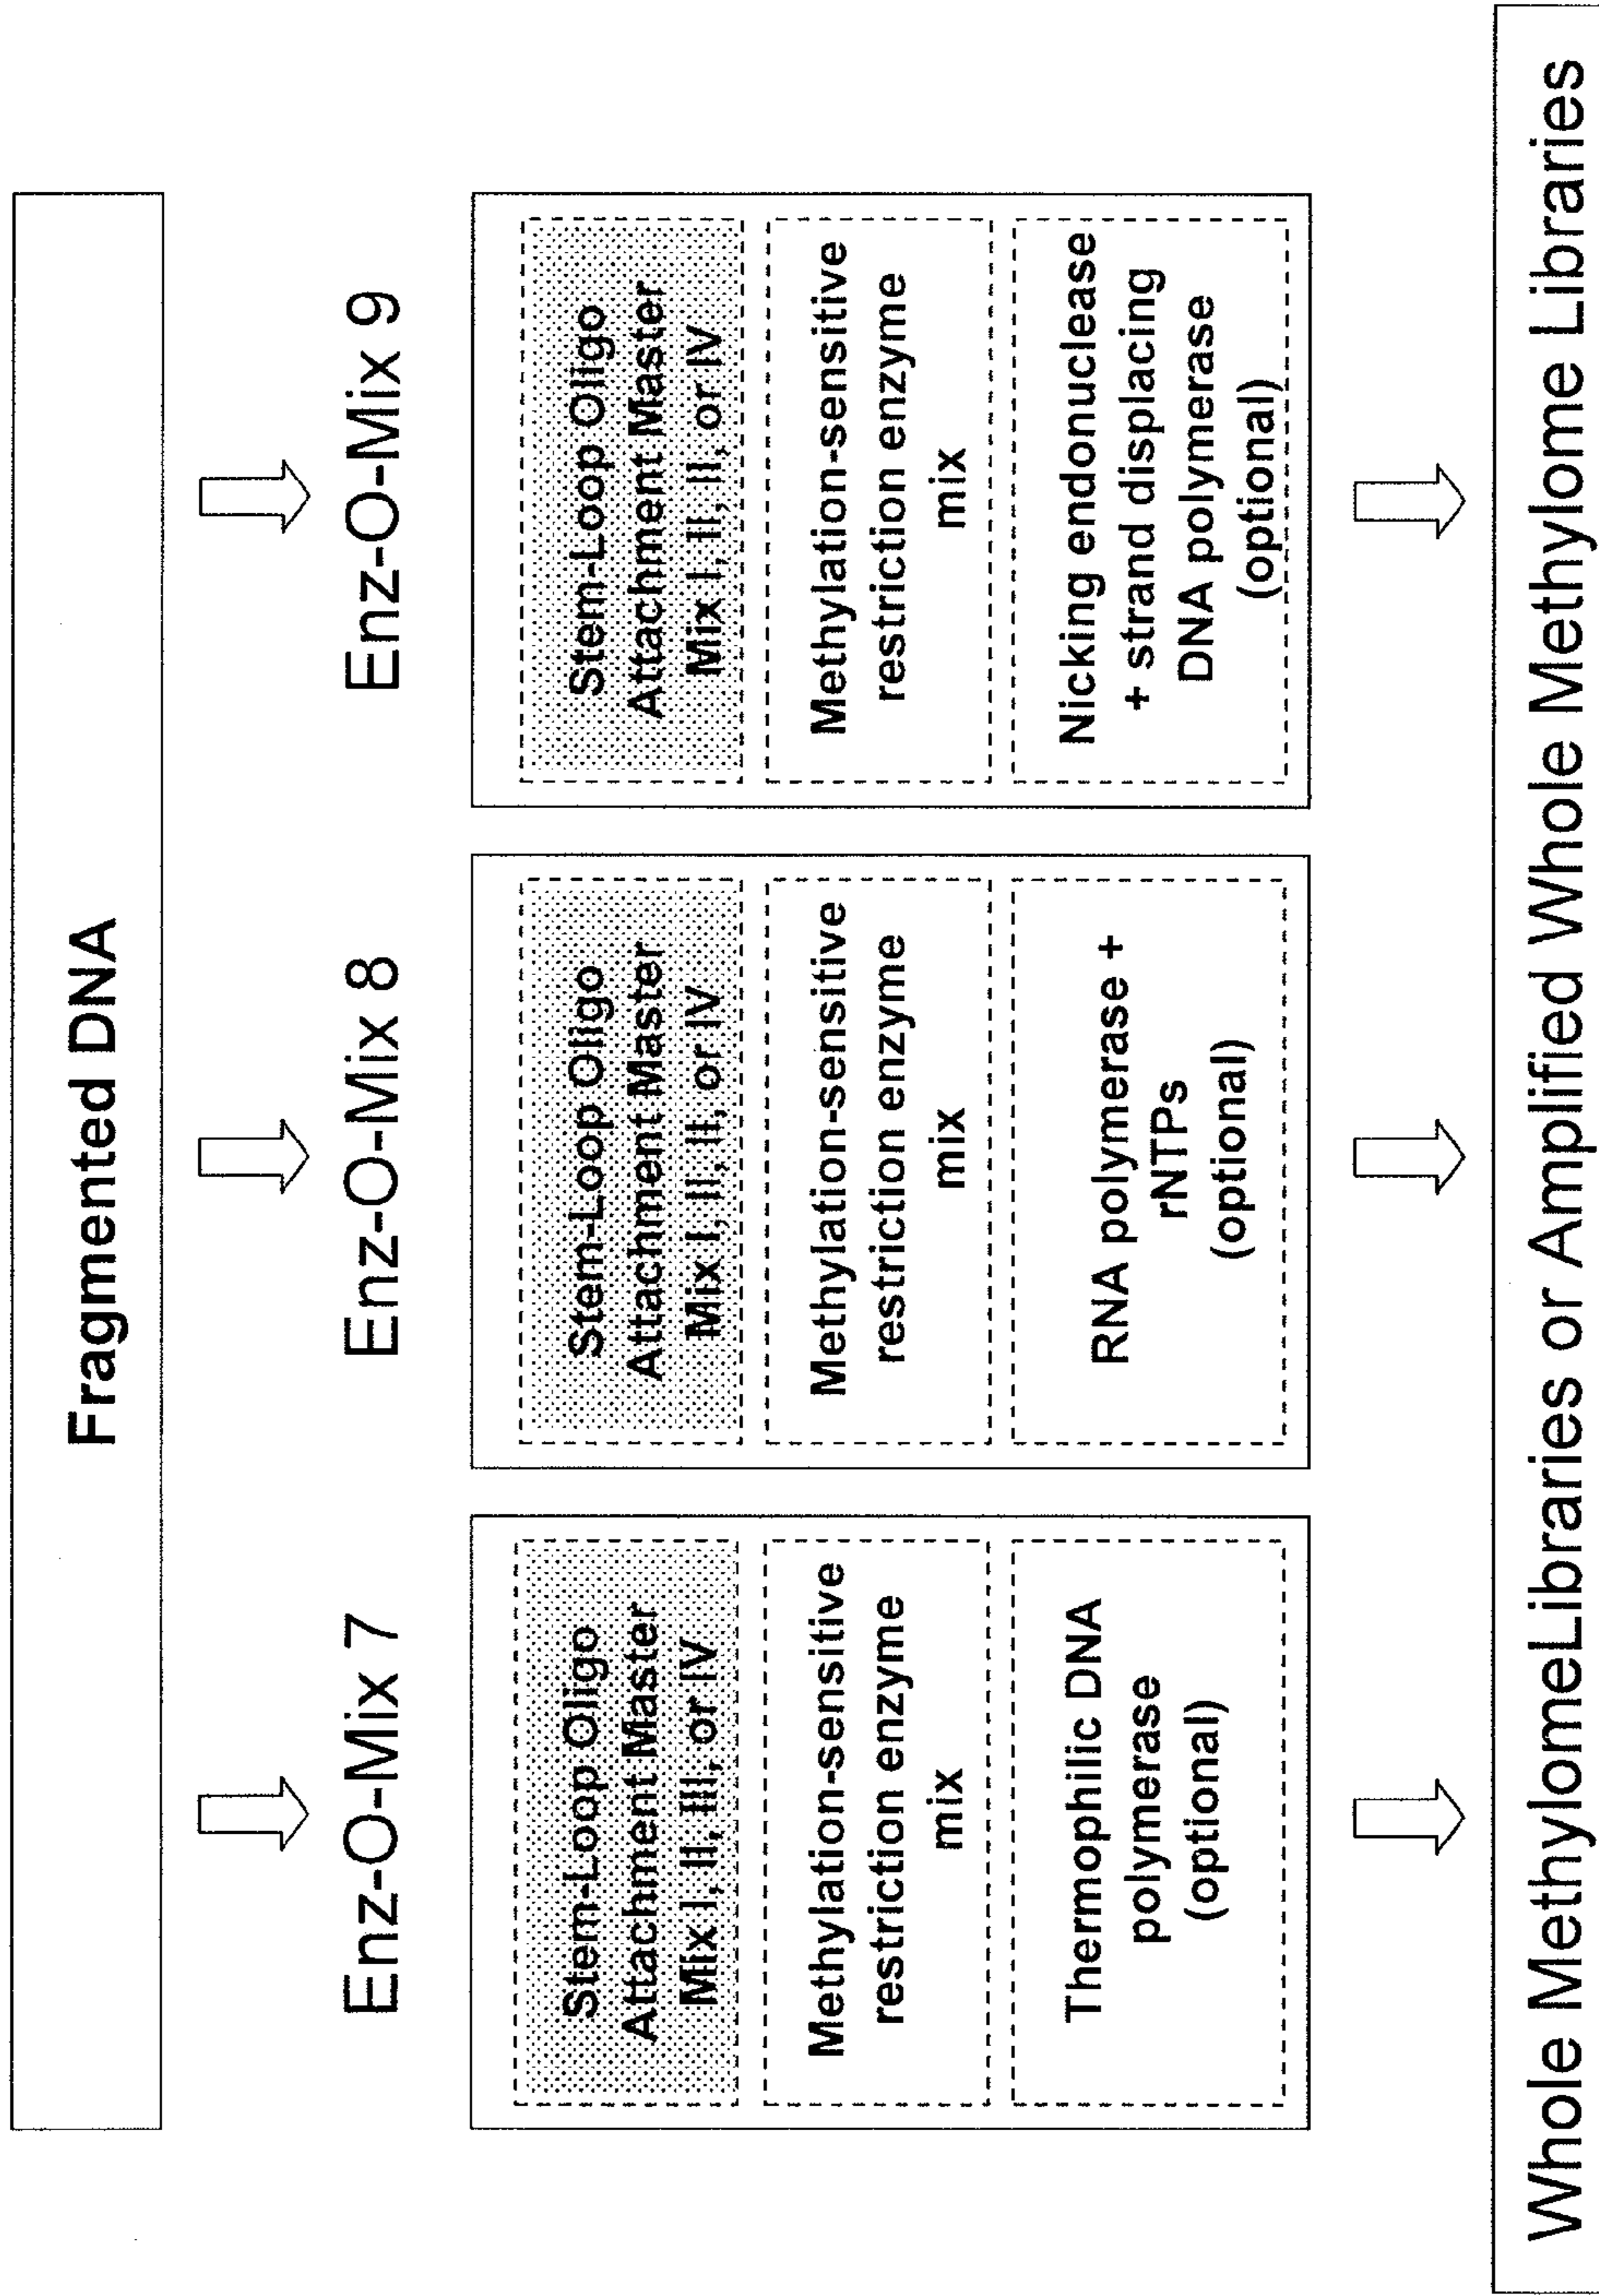 Fragmented DNA
Enz-O-Mix 7
Stem-Loop Oligo
Attachment Master
Mix I, II, III, or IV
Methylation-sensitive
restriction enzyme
mix
Thermophilic DNA
polymerase
(optional)
Enz-O-Mix 8
Stem-Loop Oligo
Attachment Master
Mix I, II, II, or IV
Methylation-sensitive
restriction enzyme
mix
RNA polymerase +
rNTPs
(optional)
Enz-O-Mix 9
Stem-Loop Oligo
Attachment Master
Mix I, II, II, or IV
Methylation-sensitive
restriction enzyme
mix
Nicking endonuclease
+ strand displacing
DNA polymerase
(optional)
Whole MethylomeLibraries or Amplified Whole Methylome Libraries